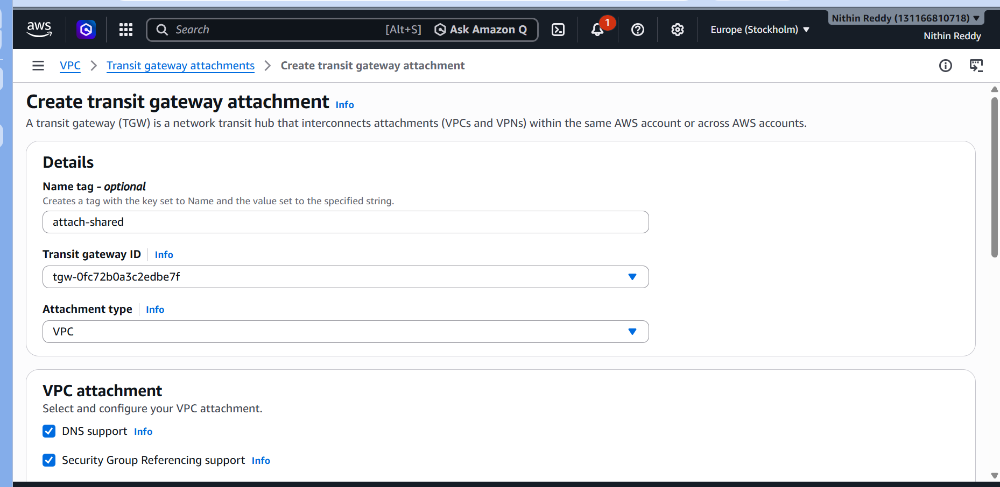 aws
Search [Alt+S] Ask Amazon Q
1
Europe (Stockholm)
Nithin Reddy (131166810718)
Nithin Reddy
VPC Transit gateway attachments Create transit gateway attachment
Create transit gateway attachment Info
A transit gateway (TGW) is a network transit hub that interconnects attachments (VPCs and VPNs) within the same AWS account or across AWS accounts.
Details
Name tag - optional
Creates a tag with the key set to Name and the value set to the specified string.
attach-shared
Transit gateway ID Info
tgw-0fc72b0a3c2edbe7f
Attachment type Info
VPC
VPC attachment
Select and configure your VPC attachment.
DNS support Info
Security Group Referencing support Info